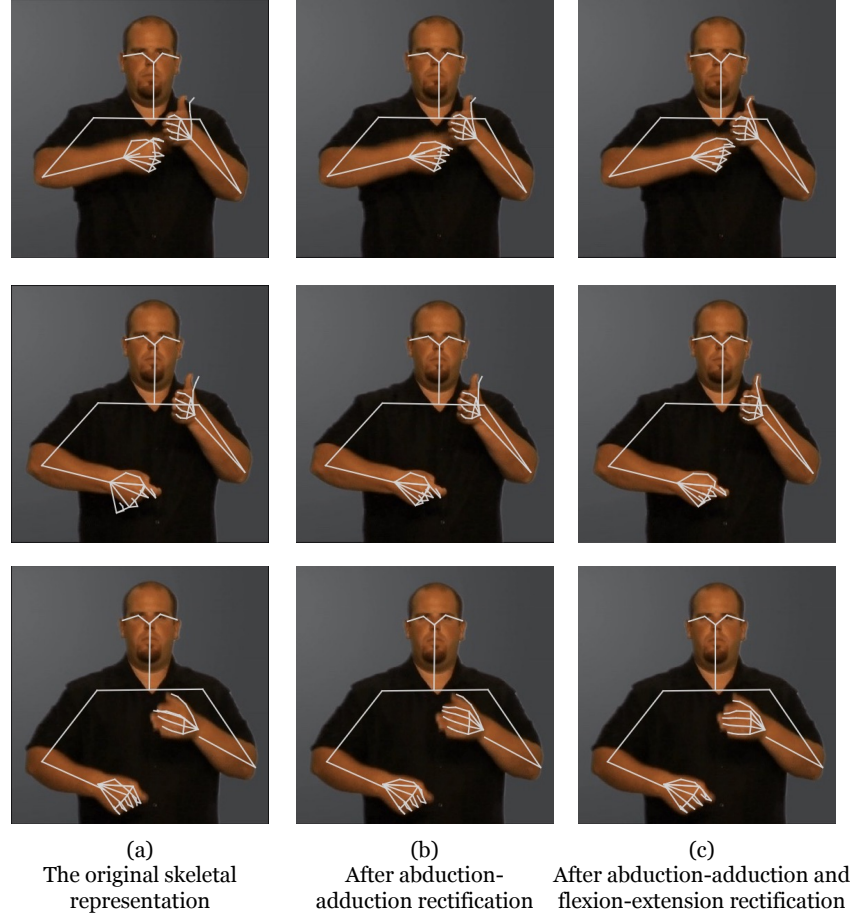 (a)
The original skeletal
representation
(b)
After abduction-
adduction rectification
(c)
After abduction-adduction and
flexion-extension rectification